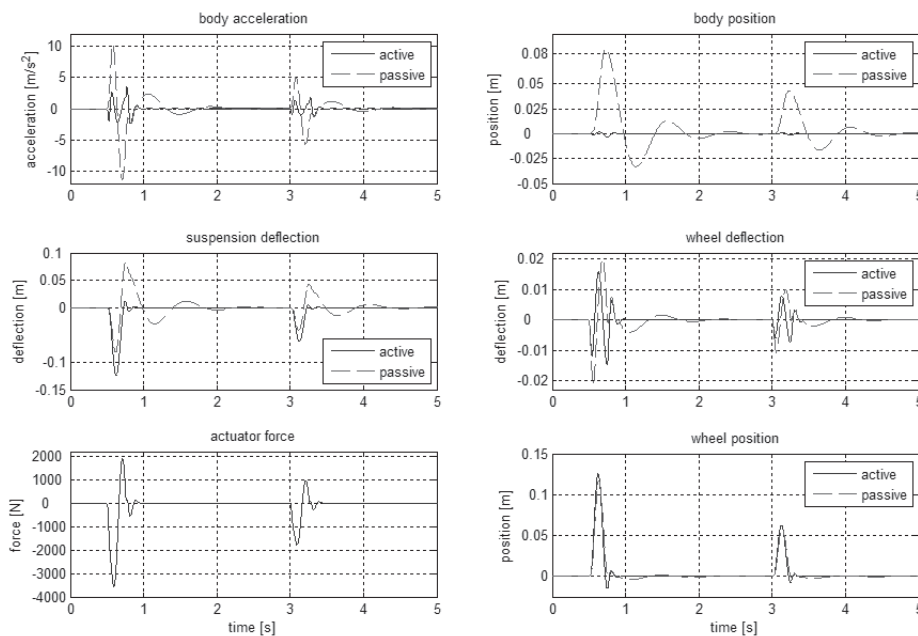 body acceleration
acceleration [m/s²]
10
5
0
-5
-10
0 1 2 3 4 5
active
passive
body position
position [m]
0.08
0.05
0.025
0
-0.025
-0.05
0 1 2 3 4 5
active
passive
suspension deflection
deflection [m]
0.1
0.05
0
-0.1
-0.15
0 1 2 3 4 5
active
passive
wheel deflection
deflection [m]
0.02
0.01
0
-0.01
-0.02
0 1 2 3 4 5
active
passive
actuator force
force [N]
2000
1000
0
-1000
-2000
-3000
-4000
0 1 2 3 4 5
time [s]
wheel position
position [m]
0.15
0.1
0.05
0
0 1 2 3 4 5
time [s]
active
passive